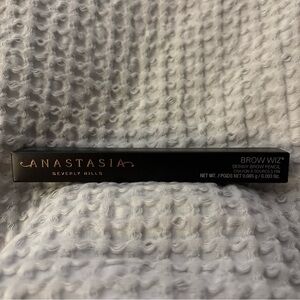 ANASTASIA
BEVERLY HILLS
BROW WIZ®
SKINNY BROW PENCIL
CRAYON À SOURCILS FIN
NET WT. / POIDS NET 0.085 g / 0.003 oz.